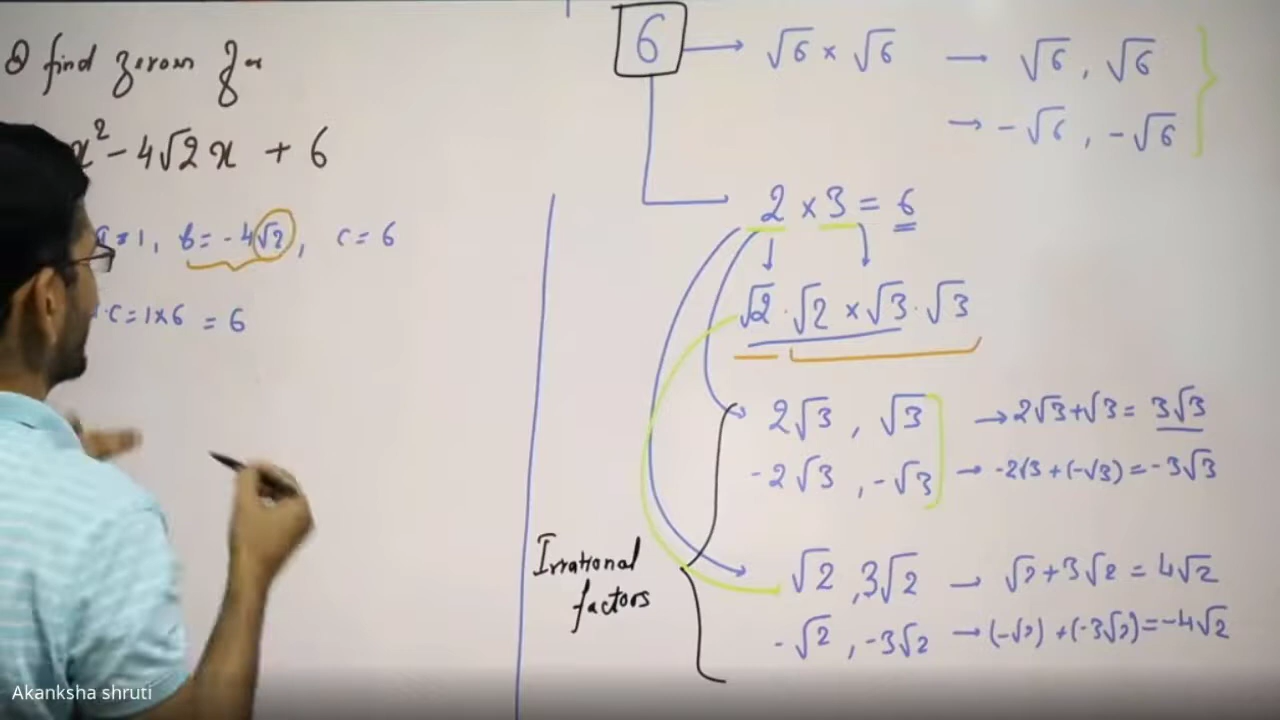 find zeroes for
x² - 4√2x + 6
a = 1, b = -4√2, c = 6
·c = 1×6 = 6
6 → √6 × √6 → √6, √6
→ -√6, -√6
2 × 3 = 6
√2 · √2 × √3 · √3
2√3, √3 → 2√3+√3 = 3√3
-2√3, -√3 → -2√3+(-√3) = -3√3
Irrational
factors
√2, 3√2 → √2+3√2 = 4√2
-√2, -3√2 → (-√2)+(-3√2) = -4√2
Akanksha shruti